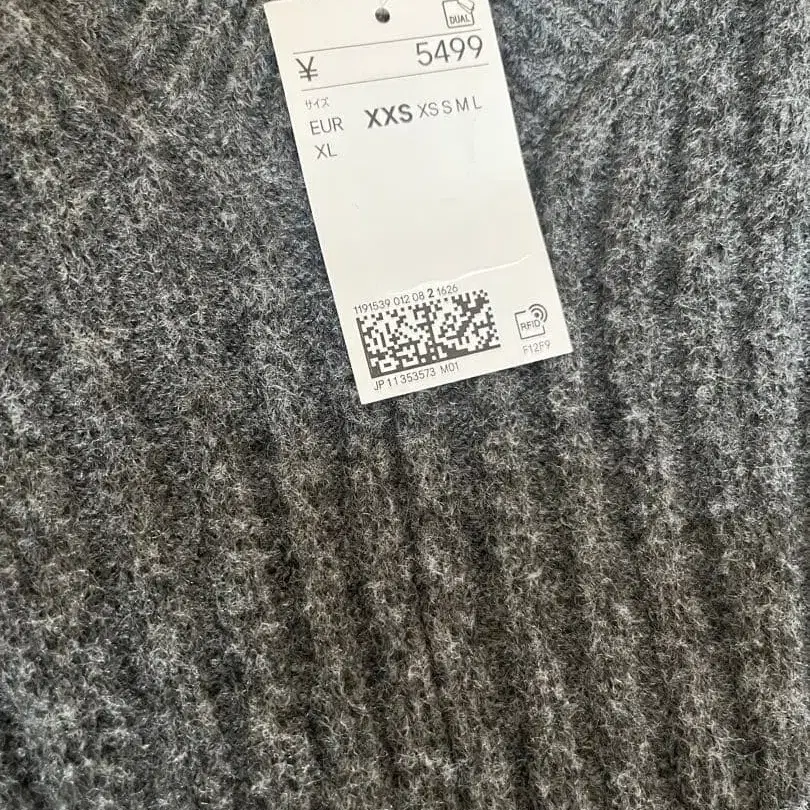 DUAL
¥ 5499
サイズ
EUR XXS XS S M L
XL
1191539 012 08 2 1626
RFID
F12F9
JP 11353573 M01